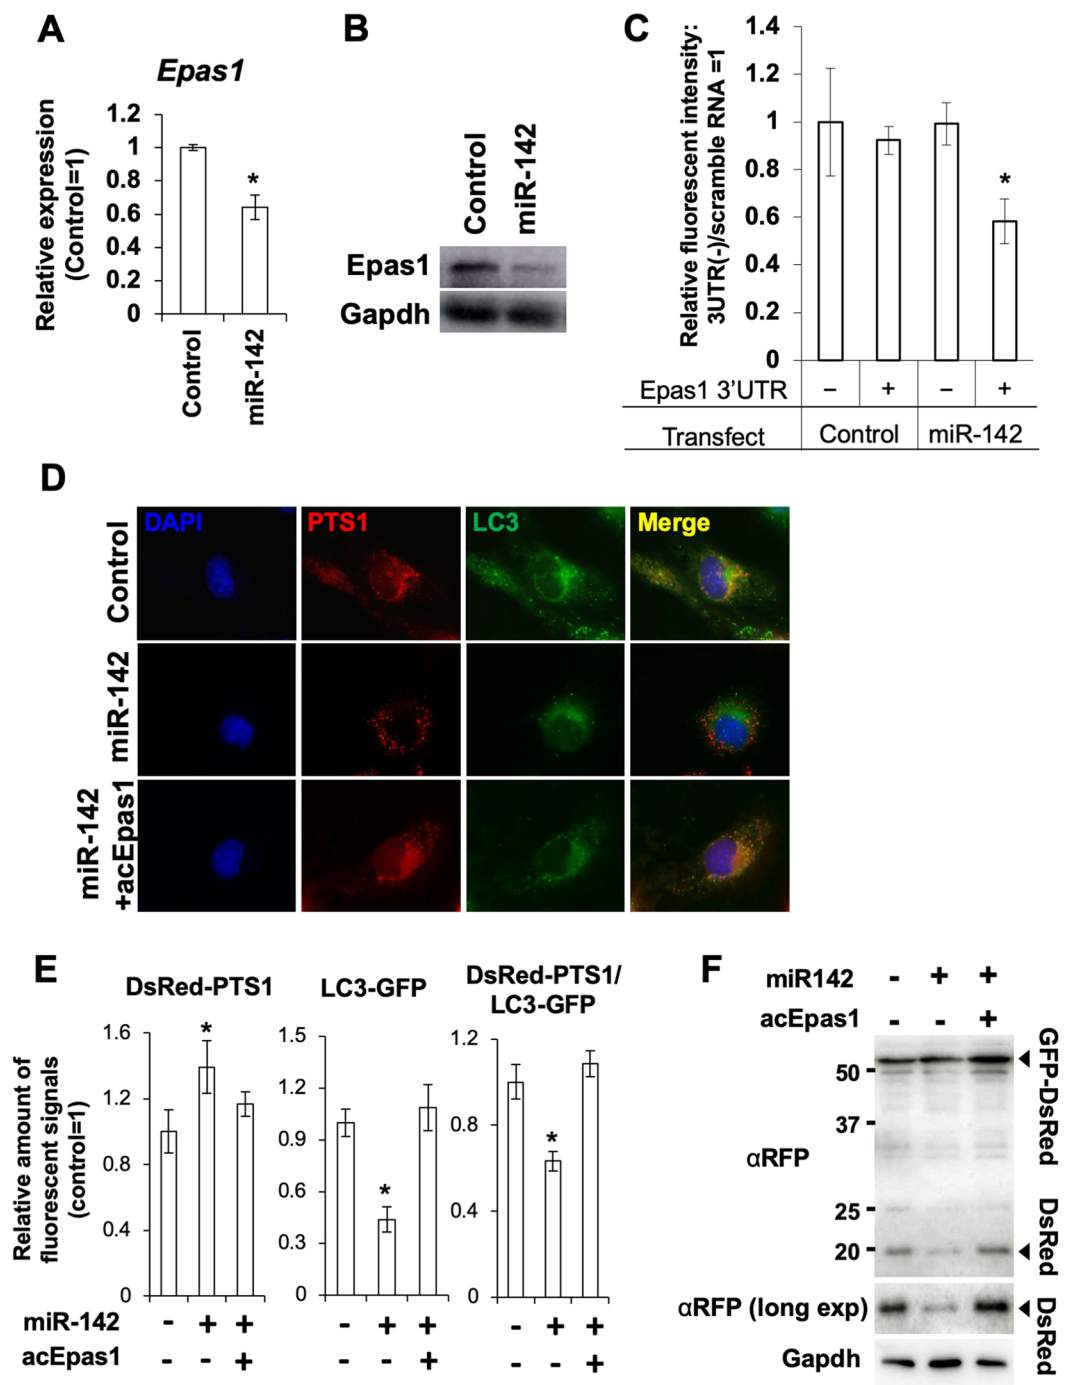 A
Epas1
Relative expression
(Control=1)
1.2
1
0.8
0.6
0.4
0.2
0
*
Control
miR-142
B
Control
miR-142
Epas1
Gapdh
C
Relative fluorescent intensity:
3UTR(-)/scramble RNA =1
1.4
1.2
1
0.8
0.6
0.4
0.2
0
*
Epas1 3'UTR − + − +
Transfect Control miR-142
D
DAPI PTS1 LC3 Merge
Control
miR-142
miR-142
+acEpas1
E
Relative amount of
fluorescent signals
(control=1)
DsRed-PTS1
1.6
1.2
0.8
0.4
0
*
LC3-GFP
1.5
1.2
0.9
0.6
0.3
0
*
DsRed-PTS1/
LC3-GFP
1.2
0.8
0.4
0
*
miR-142 - + + - + + - + +
acEpas1 - - + - - + - - +
F
miR142 - + +
acEpas1 - - +
50
37
25
20
αRFP
GFP-DsRed
DsRed
αRFP (long exp)
DsRed
Gapdh